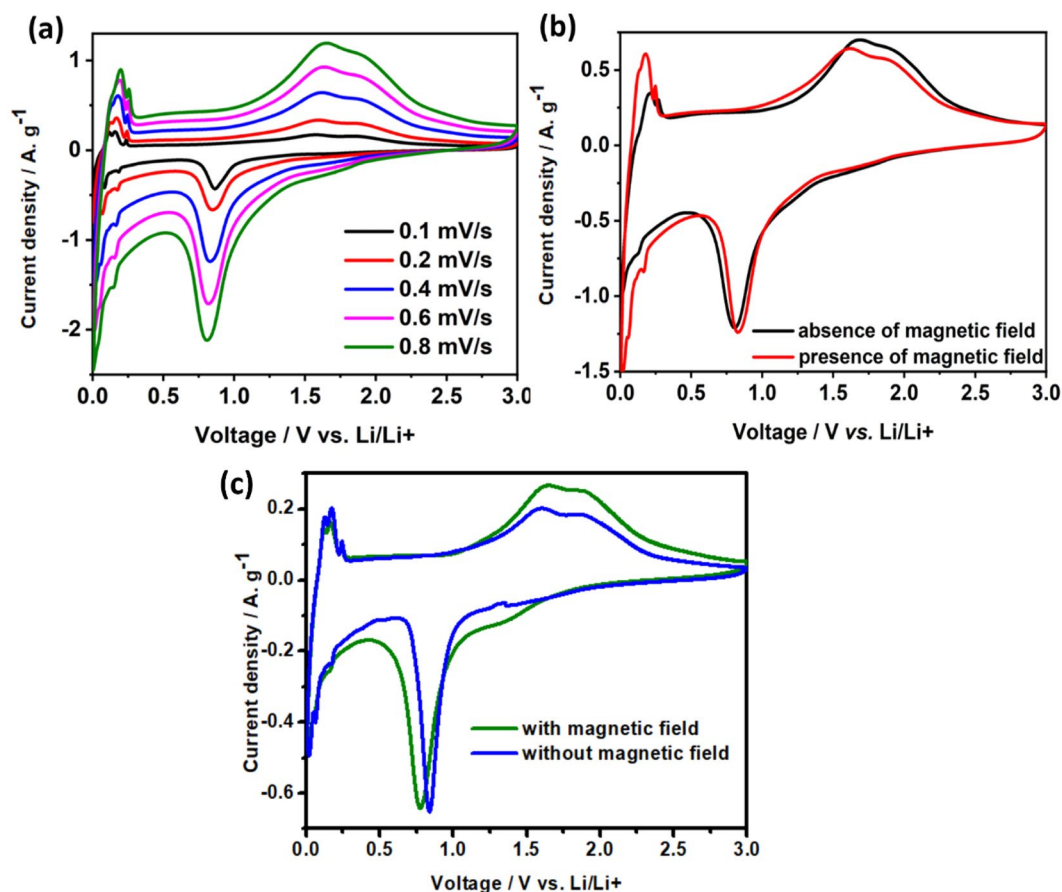 (a)
1
0
-1
-2
Current density / A. g⁻¹
0.1 mV/s
0.2 mV/s
0.4 mV/s
0.6 mV/s
0.8 mV/s
0.0 0.5 1.0 1.5 2.0 2.5 3.0
Voltage / V vs. Li/Li+
(b)
0.5
0.0
-0.5
-1.0
-1.5
Current density / A. g⁻¹
absence of magnetic field
presence of magnetic field
0.0 0.5 1.0 1.5 2.0 2.5 3.0
Voltage / V vs. Li/Li+
(c)
0.2
0.0
-0.2
-0.4
-0.6
Current density / A. g⁻¹
with magnetic field
without magnetic field
0.0 0.5 1.0 1.5 2.0 2.5 3.0
Voltage / V vs. Li/Li+